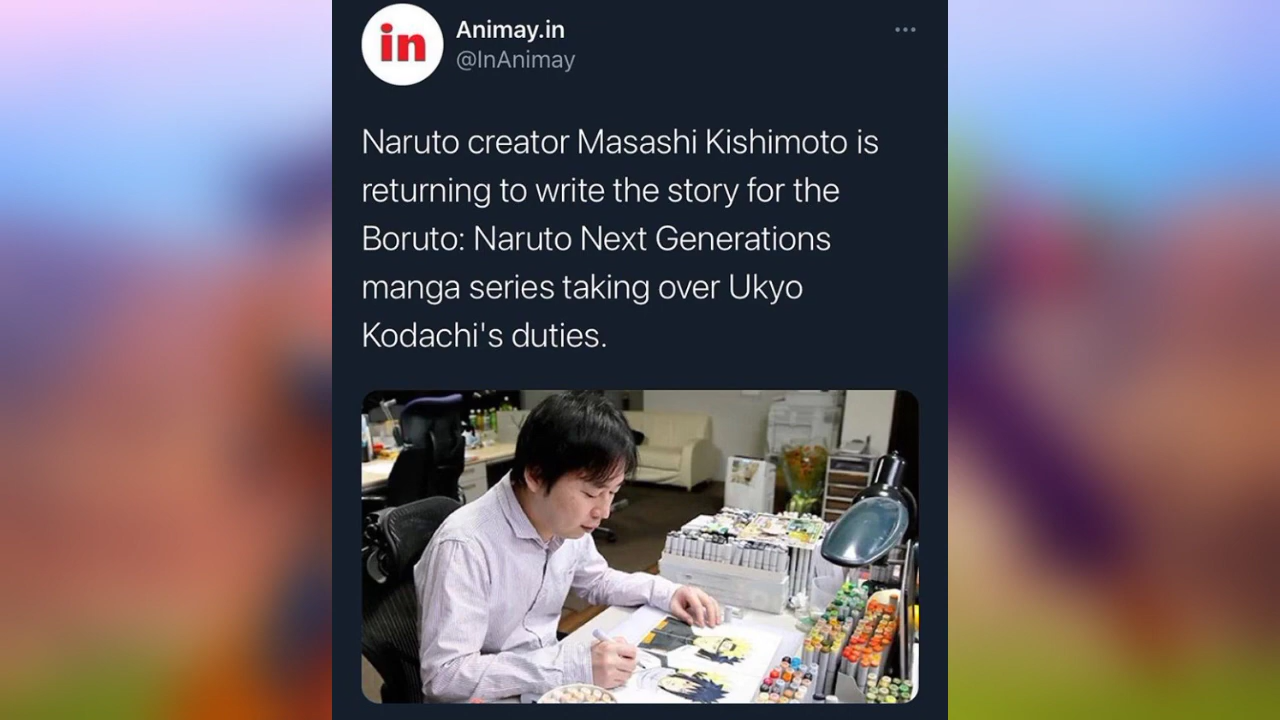 in
Animay.in
@InAnimay
Naruto creator Masashi Kishimoto is
returning to write the story for the
Boruto: Naruto Next Generations
manga series taking over Ukyo
Kodachi's duties.